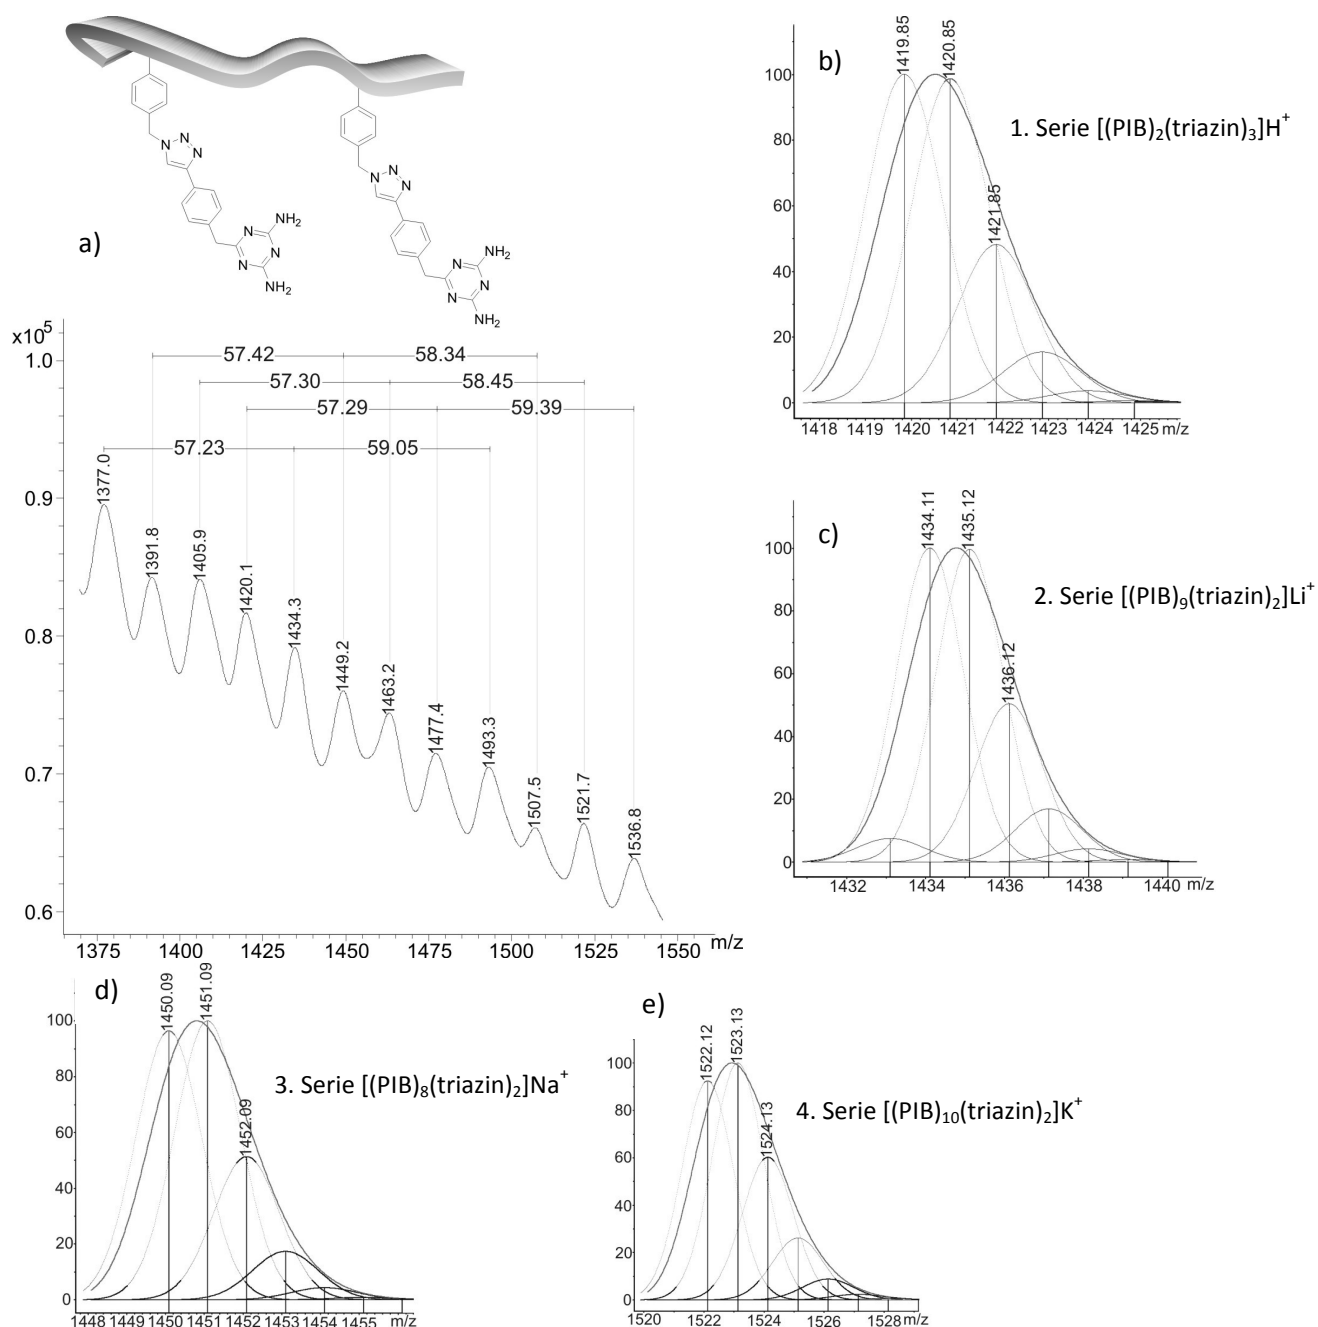 a)
N
N
N
NH₂
N
N
N
NH₂
N
N
N
NH₂
N
N
N
NH₂
x10⁵
57.42
58.34
57.30
58.45
57.29
59.39
57.23
59.05
1377.0
1391.8
1405.9
1420.1
1434.3
1449.2
1463.2
1477.4
1493.3
1507.5
1521.7
1536.8
1.0
0.9
0.8
0.7
0.6
1375 1400 1425 1450 1475 1500 1525 1550 m/z
b)
1. Serie [(PIB)₂(triazin)₃]H⁺
1419.85
1420.85
1421.85
100
80
60
40
20
0
1418 1419 1420 1421 1422 1423 1424 1425 m/z
c)
2. Serie [(PIB)₉(triazin)₂]Li⁺
1434.11
1435.12
1436.12
100
80
60
40
20
0
1432 1434 1436 1438 1440 m/z
d)
3. Serie [(PIB)₈(triazin)₂]Na⁺
1450.09
1451.09
1452.09
100
80
60
40
20
0
1448 1449 1450 1451 1452 1453 1454 1455 m/z
e)
4. Serie [(PIB)₁₀(triazin)₂]K⁺
1522.12
1523.13
1524.13
100
80
60
40
20
0
1520 1522 1524 1526 1528 m/z